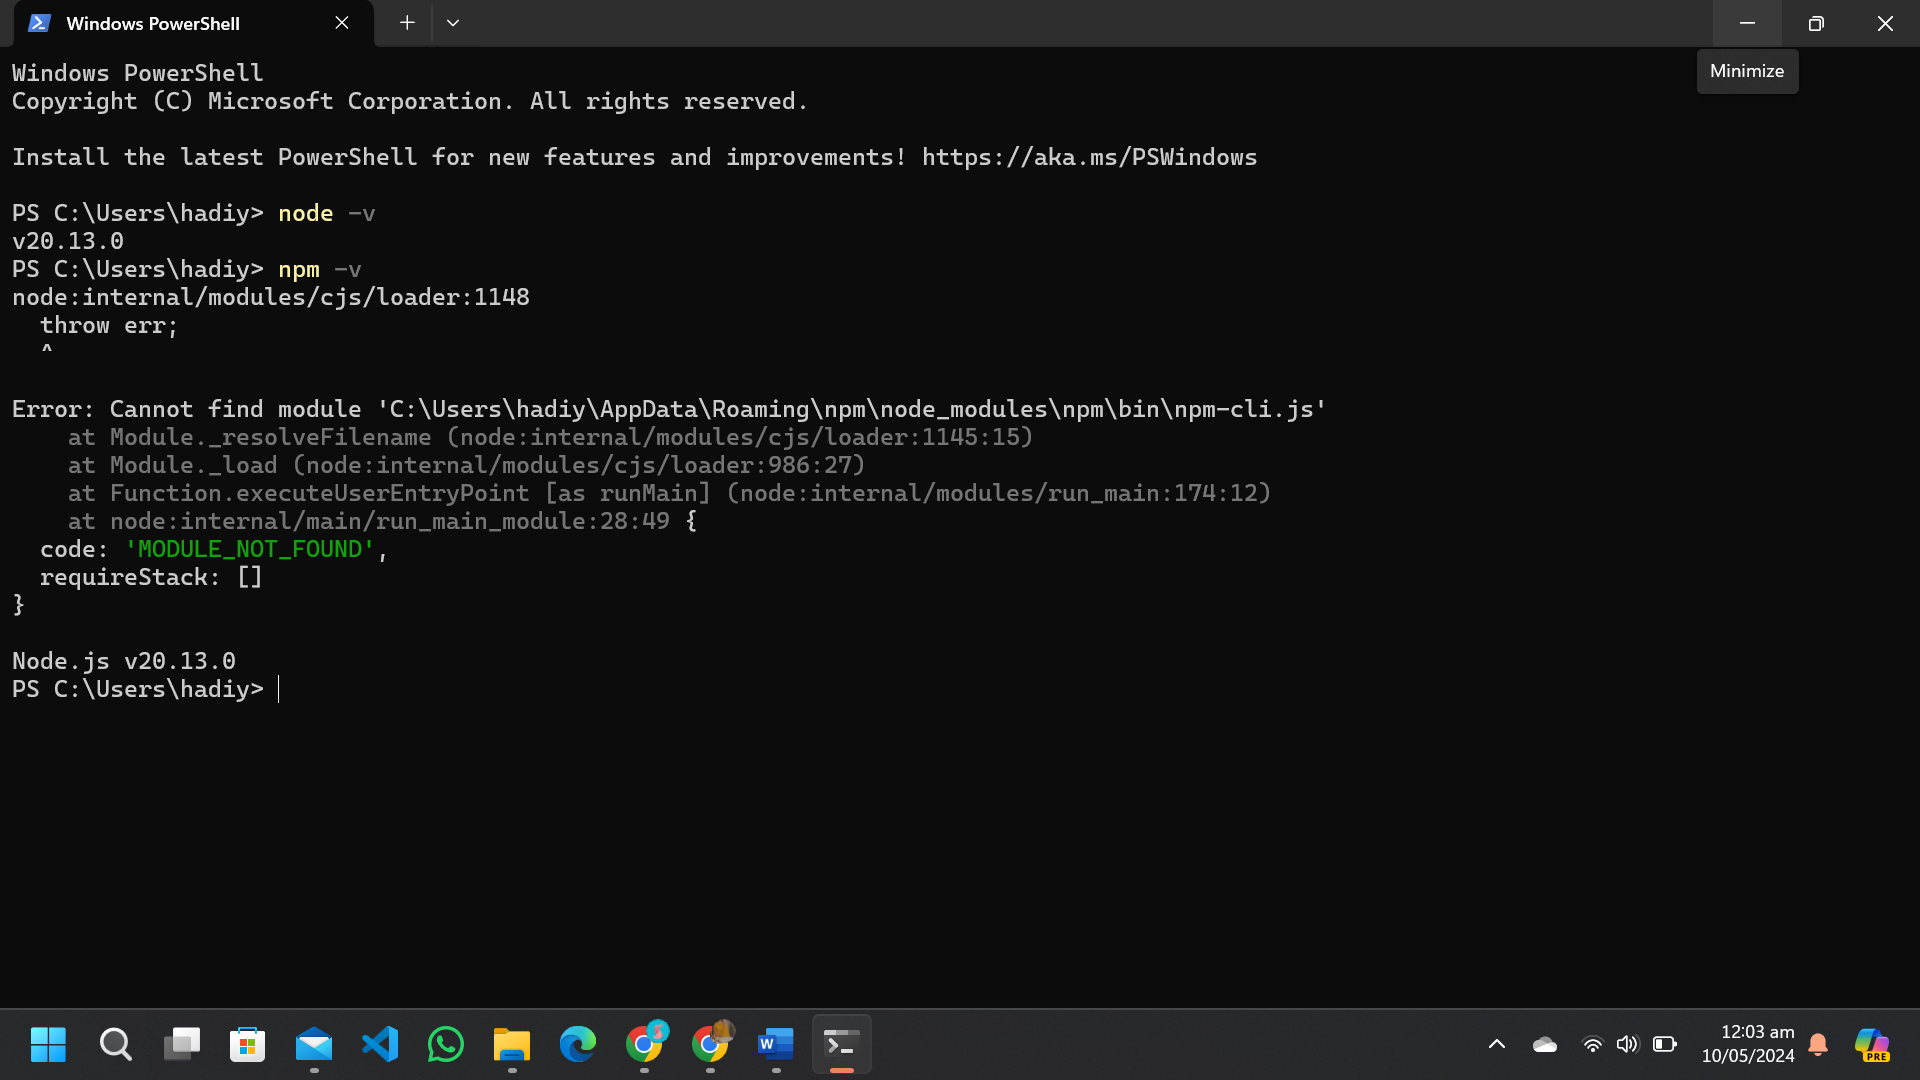 Windows PowerShell
Minimize
Windows PowerShell
Copyright (C) Microsoft Corporation. All rights reserved.
Install the latest PowerShell for new features and improvements! https://aka.ms/PSWindows
PS C:\Users\hadiy> node -v
v20.13.0
PS C:\Users\hadiy> npm -v
node:internal/modules/cjs/loader:1148
  throw err;
  ^
Error: Cannot find module 'C:\Users\hadiy\AppData\Roaming\npm\node_modules\npm\bin\npm-cli.js'
    at Module._resolveFilename (node:internal/modules/cjs/loader:1145:15)
    at Module._load (node:internal/modules/cjs/loader:986:27)
    at Function.executeUserEntryPoint [as runMain] (node:internal/modules/run_main:174:12)
    at node:internal/main/run_main_module:28:49 {
  code: 'MODULE_NOT_FOUND',
  requireStack: []
}
Node.js v20.13.0
PS C:\Users\hadiy>
W
12:03 am
10/05/2024
PRE